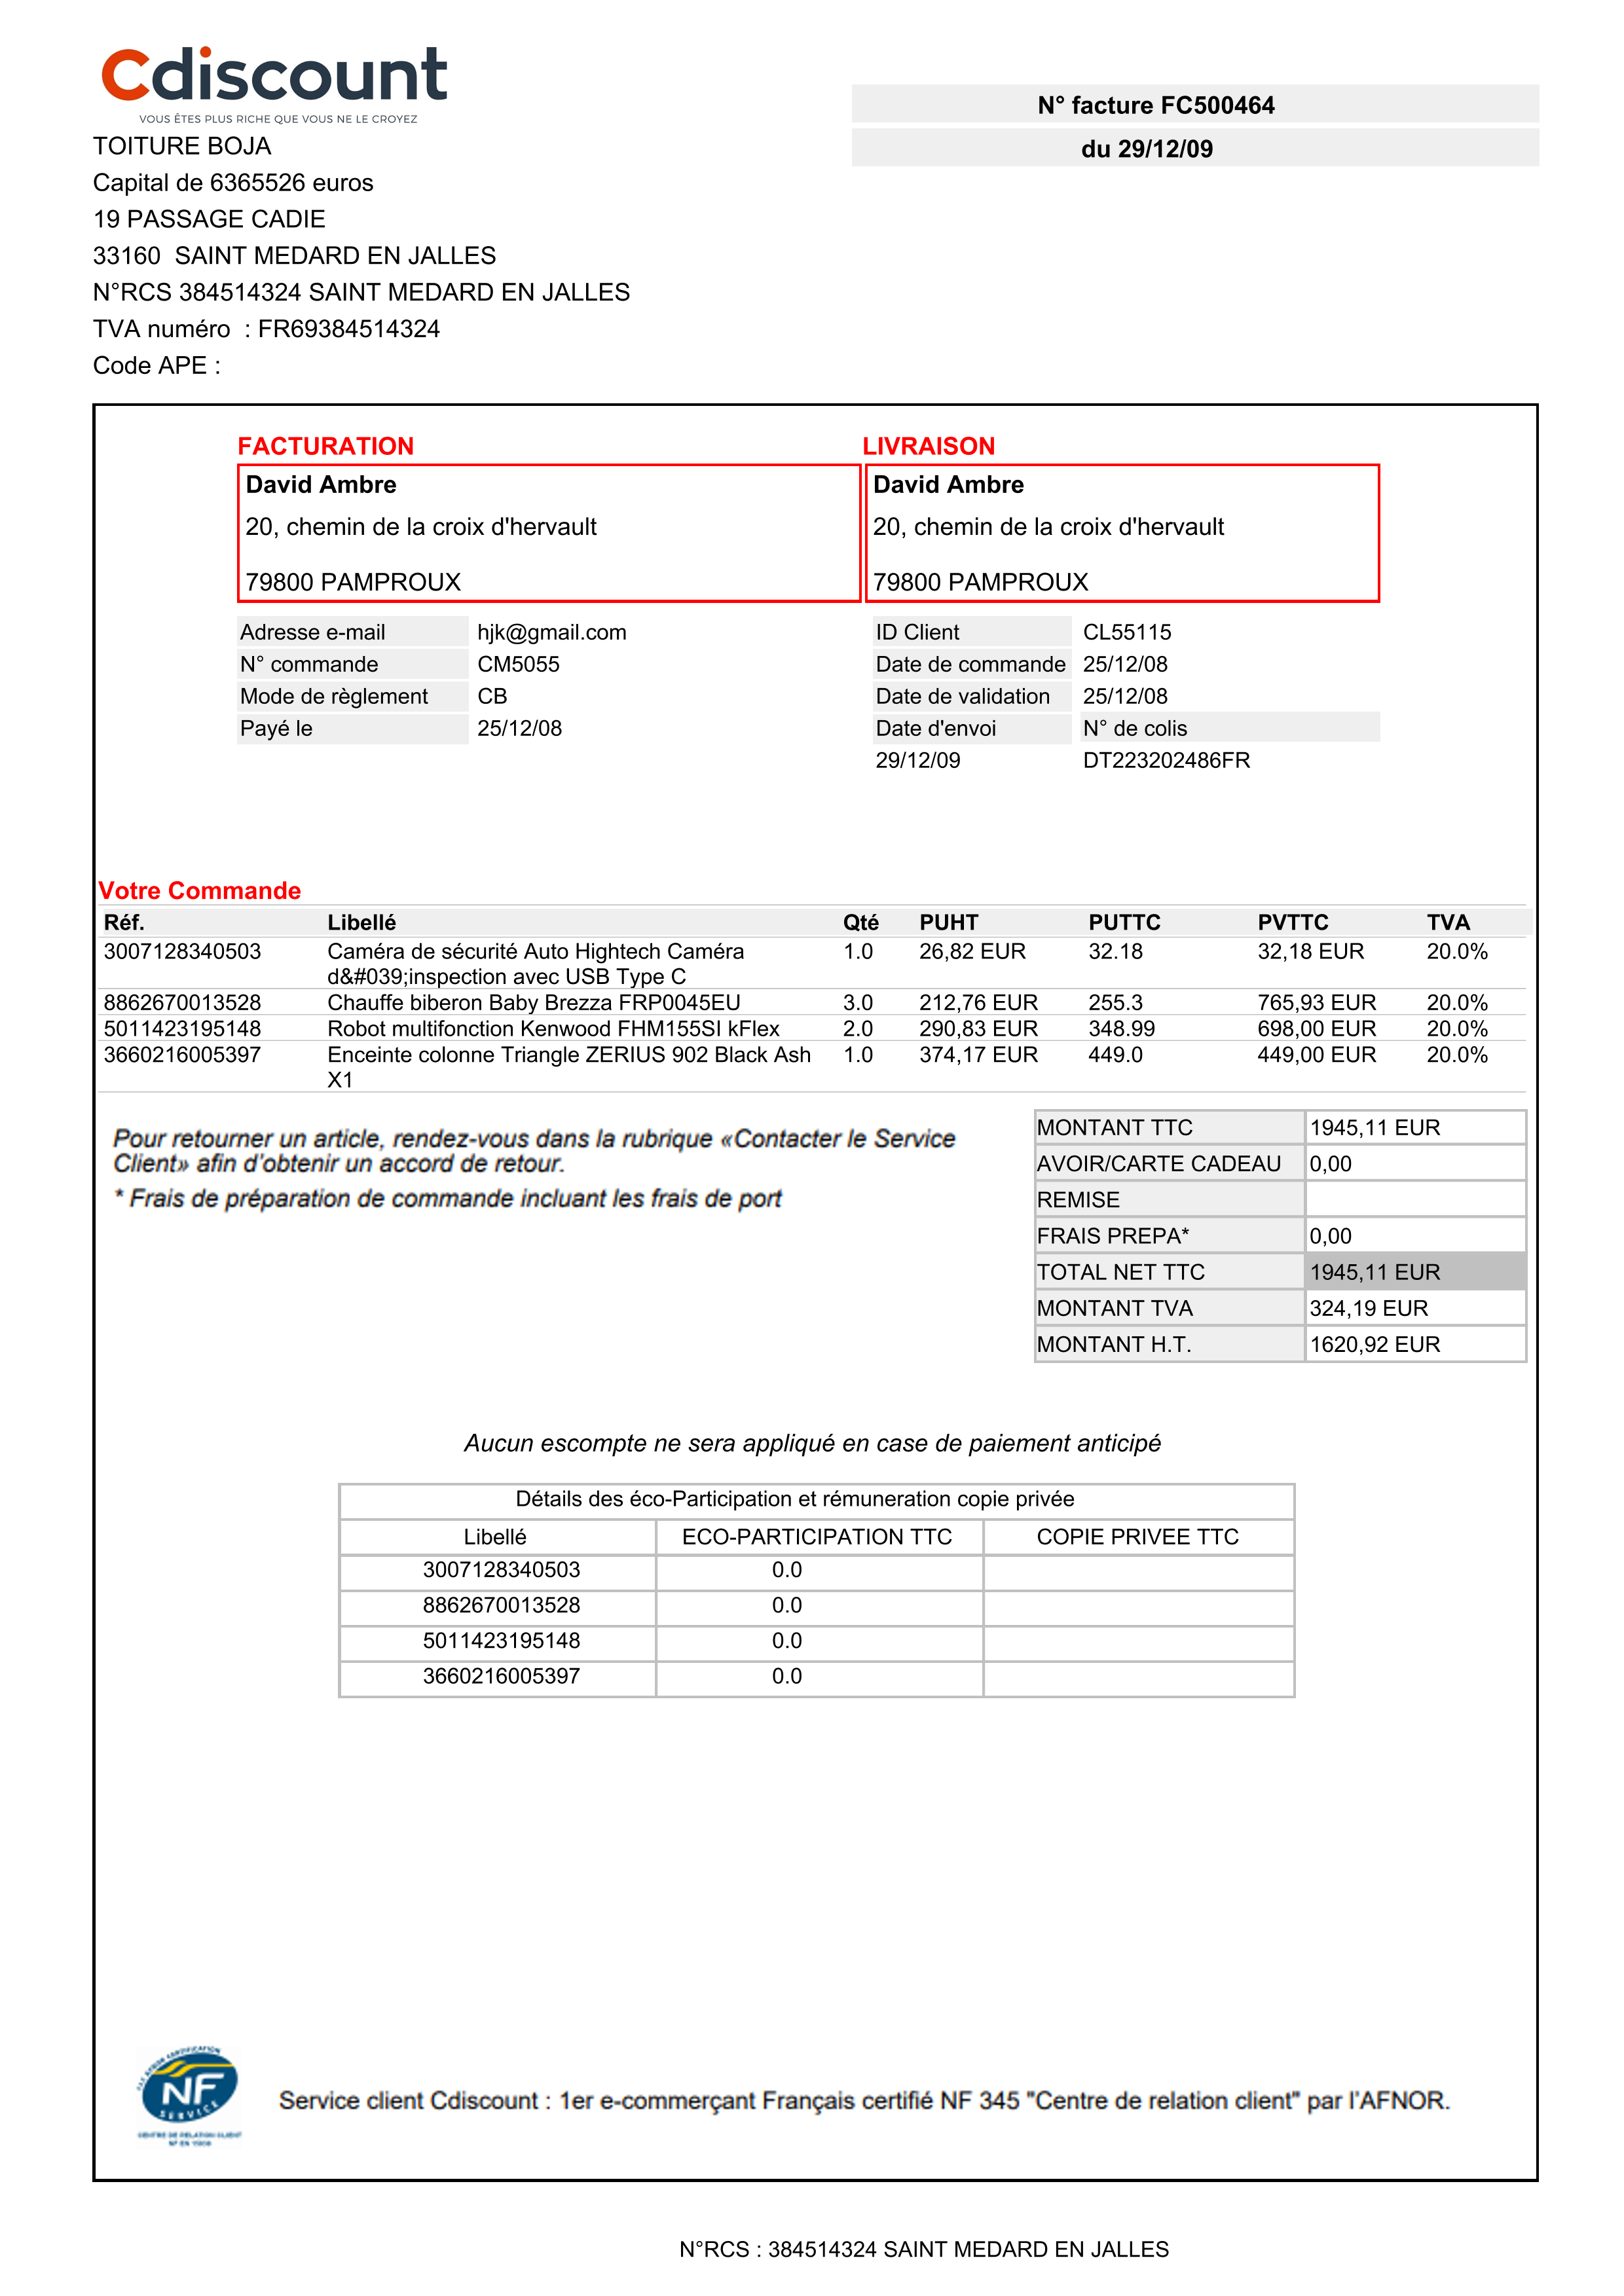 Cdiscount
VOUS ÊTES PLUS RICHE QUE VOUS NE LE CROYEZ
N° facture FC500464
du 29/12/09
TOITURE BOJA
Capital de 6365526 euros
19 PASSAGE CADIE
33160  SAINT MEDARD EN JALLES
N°RCS 384514324 SAINT MEDARD EN JALLES
TVA numéro  : FR69384514324
Code APE :
FACTURATION LIVRAISON
David Ambre David Ambre
20, chemin de la croix d'hervault 20, chemin de la croix d'hervault
79800 PAMPROUX 79800 PAMPROUX
Adresse e-mail hjk@gmail.com ID Client CL55115
N° commande CM5055 Date de commande 25/12/08
Mode de règlement CB Date de validation 25/12/08
Payé le 25/12/08 Date d'envoi N° de colis
29/12/09 DT223202486FR
Votre Commande
Réf. Libellé Qté PUHT PUTTC PVTTC TVA
3007128340503 Caméra de sécurité Auto Hightech Caméra 1.0 26,82 EUR 32.18 32,18 EUR 20.0%
d&#039;inspection avec USB Type C
8862670013528 Chauffe biberon Baby Brezza FRP0045EU 3.0 212,76 EUR 255.3 765,93 EUR 20.0%
5011423195148 Robot multifonction Kenwood FHM155SI kFlex 2.0 290,83 EUR 348.99 698,00 EUR 20.0%
3660216005397 Enceinte colonne Triangle ZERIUS 902 Black Ash 1.0 374,17 EUR 449.0 449,00 EUR 20.0%
X1
Pour retourner un article, rendez-vous dans la rubrique «Contacter le Service
Client» afin d'obtenir un accord de retour.
* Frais de préparation de commande incluant les frais de port
MONTANT TTC 1945,11 EUR
AVOIR/CARTE CADEAU 0,00
REMISE
FRAIS PREPA* 0,00
TOTAL NET TTC 1945,11 EUR
MONTANT TVA 324,19 EUR
MONTANT H.T. 1620,92 EUR
Aucun escompte ne sera appliqué en case de paiement anticipé
Détails des éco-Participation et rémuneration copie privée
Libellé ECO-PARTICIPATION TTC COPIE PRIVEE TTC
3007128340503 0.0
8862670013528 0.0
5011423195148 0.0
3660216005397 0.0
NF
SERVICE
CENTRE DE RELATION CLIENT
Service client Cdiscount : 1er e-commerçant Français certifié NF 345 "Centre de relation client" par l'AFNOR.
N°RCS : 384514324 SAINT MEDARD EN JALLES